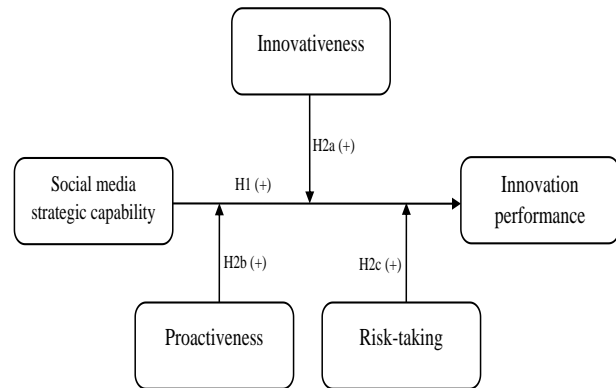 Innovativeness
H2a (+)
Social media
strategic capability
H1 (+)
Innovation
performance
H2b (+)
H2c (+)
Proactiveness
Risk-taking